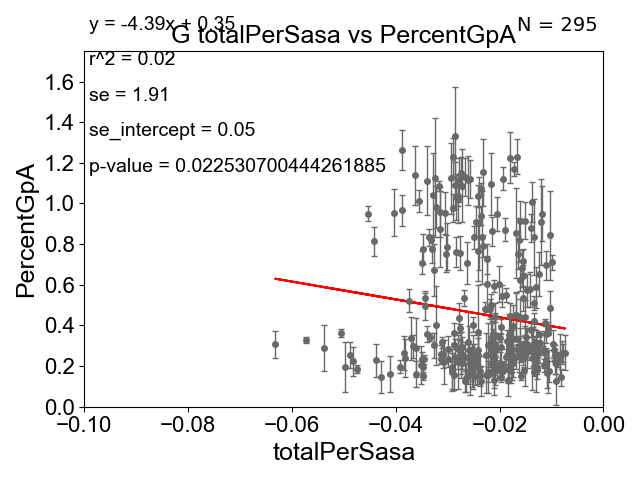 y = -4.39x + 0.35
N = 295
G totalPerSasa vs PercentGpA
r^2 = 0.02
se = 1.91
se_intercept = 0.05
p-value = 0.022530700444261885
PercentGpA
1.6
1.4
1.2
1.0
0.8
0.6
0.4
0.2
0.0
−0.10 −0.08 −0.06 −0.04 −0.02 0.00
totalPerSasa